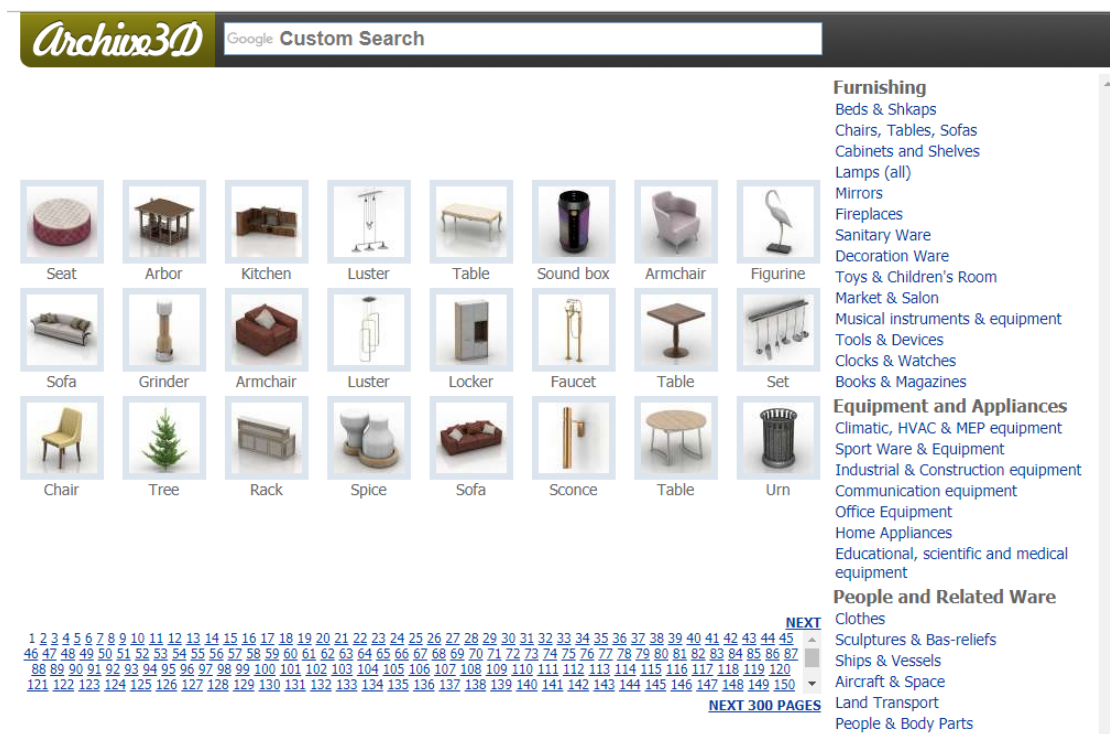 Archive3D
Google Custom Search
Seat Arbor Kitchen Luster Table Sound box Armchair Figurine
Sofa Grinder Armchair Luster Locker Faucet Table Set
Chair Tree Rack Spice Sofa Sconce Table Urn
NEXT
1 2 3 4 5 6 7 8 9 10 11 12 13 14 15 16 17 18 19 20 21 22 23 24 25 26 27 28 29 30 31 32 33 34 35 36 37 38 39 40 41 42 43 44 45
46 47 48 49 50 51 52 53 54 55 56 57 58 59 60 61 62 63 64 65 66 67 68 69 70 71 72 73 74 75 76 77 78 79 80 81 82 83 84 85 86 87
88 89 90 91 92 93 94 95 96 97 98 99 100 101 102 103 104 105 106 107 108 109 110 111 112 113 114 115 116 117 118 119 120
121 122 123 124 125 126 127 128 129 130 131 132 133 134 135 136 137 138 139 140 141 142 143 144 145 146 147 148 149 150
NEXT 300 PAGES
Furnishing
Beds & Shkaps
Chairs, Tables, Sofas
Cabinets and Shelves
Lamps (all)
Mirrors
Fireplaces
Sanitary Ware
Decoration Ware
Toys & Children's Room
Market & Salon
Musical instruments & equipment
Tools & Devices
Clocks & Watches
Books & Magazines
Equipment and Appliances
Climatic, HVAC & MEP equipment
Sport Ware & Equipment
Industrial & Construction equipment
Communication equipment
Office Equipment
Home Appliances
Educational, scientific and medical
equipment
People and Related Ware
Clothes
Sculptures & Bas-reliefs
Ships & Vessels
Aircraft & Space
Land Transport
People & Body Parts